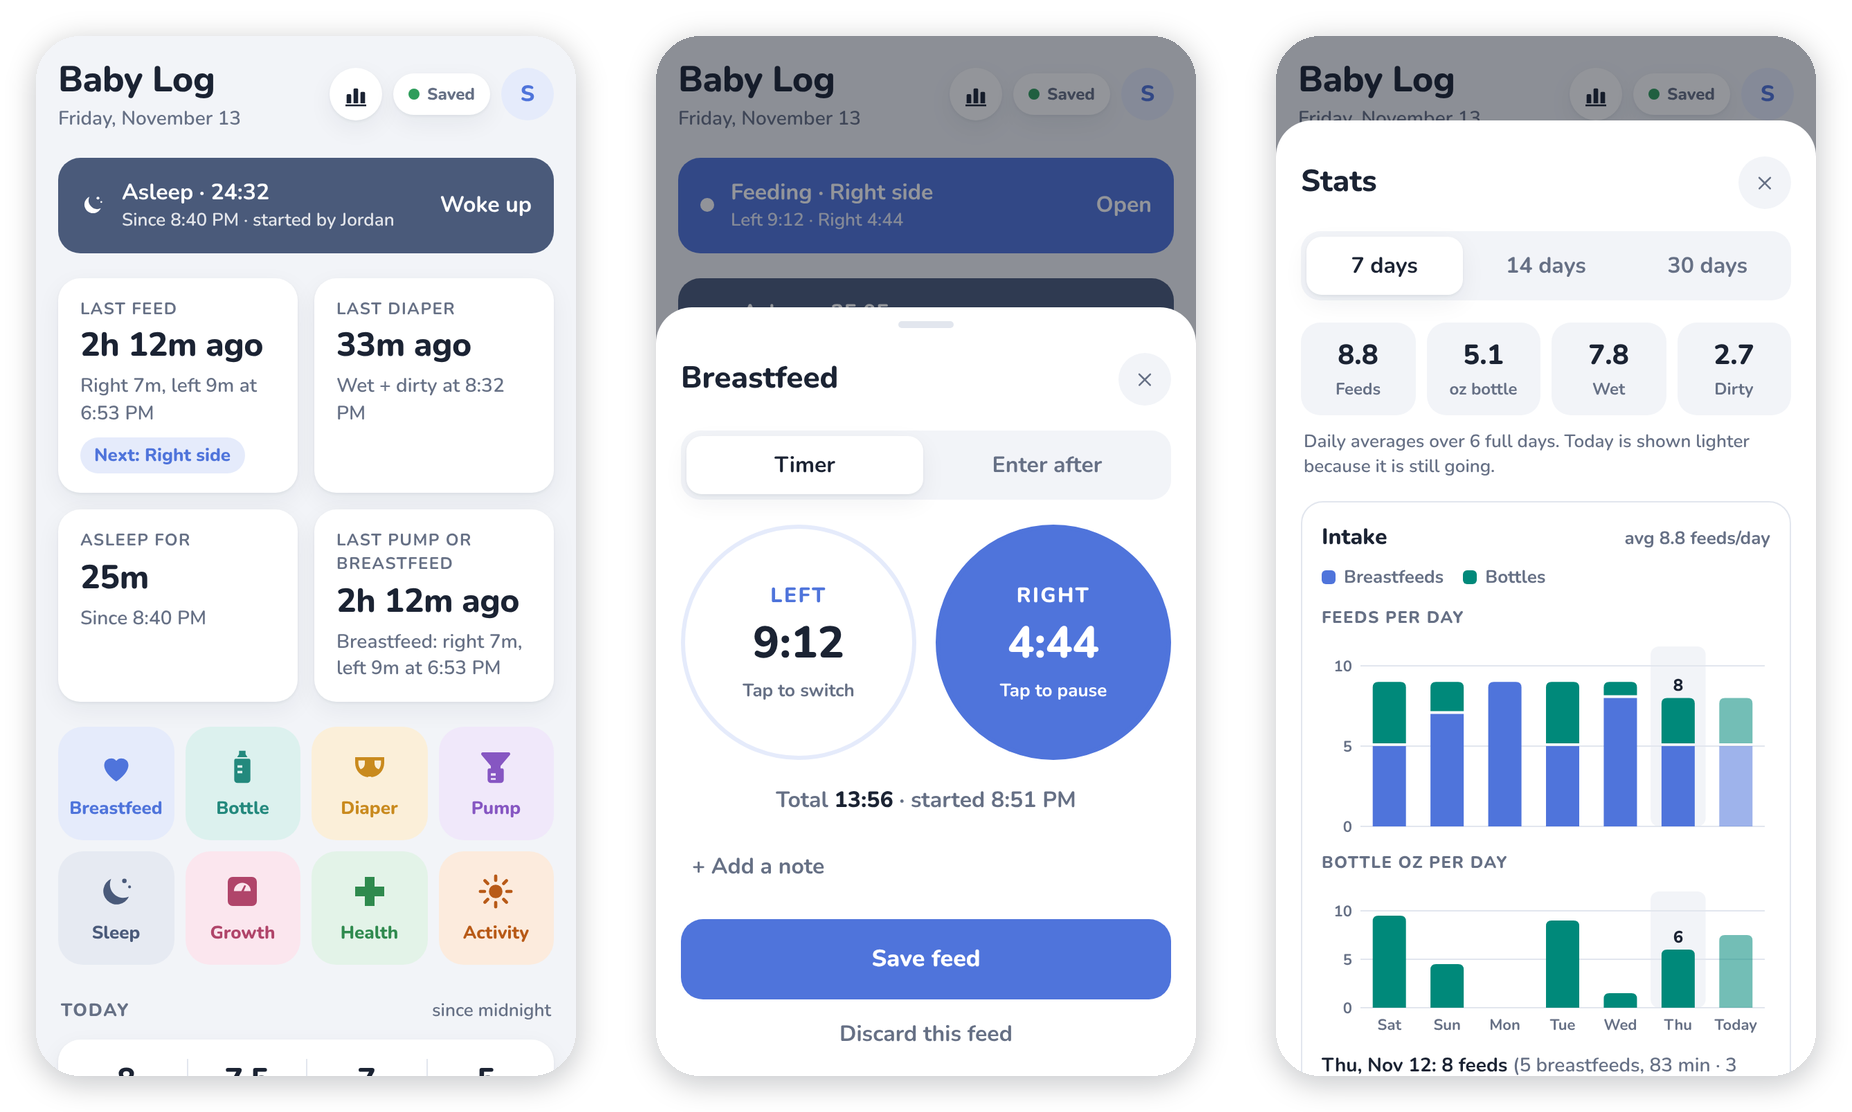 Baby Log
Friday, November 13
Saved
S
Asleep · 24:32
Since 8:40 PM · started by Jordan
Woke up
LAST FEED
2h 12m ago
Right 7m, left 9m at
6:53 PM
Next: Right side
LAST DIAPER
33m ago
Wet + dirty at 8:32
PM
ASLEEP FOR
25m
Since 8:40 PM
LAST PUMP OR
BREASTFEED
2h 12m ago
Breastfeed: right 7m,
left 9m at 6:53 PM
Breastfeed
Bottle
Diaper
Pump
Sleep
Growth
Health
Activity
TODAY
since midnight
8
7.5
7
5
Baby Log
Friday, November 13
Saved
S
Feeding · Right side
Left 9:12 · Right 4:44
Open
Breastfeed
Timer
Enter after
LEFT
9:12
Tap to switch
RIGHT
4:44
Tap to pause
Total 13:56 · started 8:51 PM
+ Add a note
Save feed
Discard this feed
Baby Log
Friday, November 13
Saved
S
Stats
7 days
14 days
30 days
8.8
Feeds
5.1
oz bottle
7.8
Wet
2.7
Dirty
Daily averages over 6 full days. Today is shown lighter
because it is still going.
Intake
avg 8.8 feeds/day
Breastfeeds
Bottles
FEEDS PER DAY
10
5
0
8
BOTTLE OZ PER DAY
10
5
0
6
Sat
Sun
Mon
Tue
Wed
Thu
Today
Thu, Nov 12: 8 feeds (5 breastfeeds, 83 min · 3